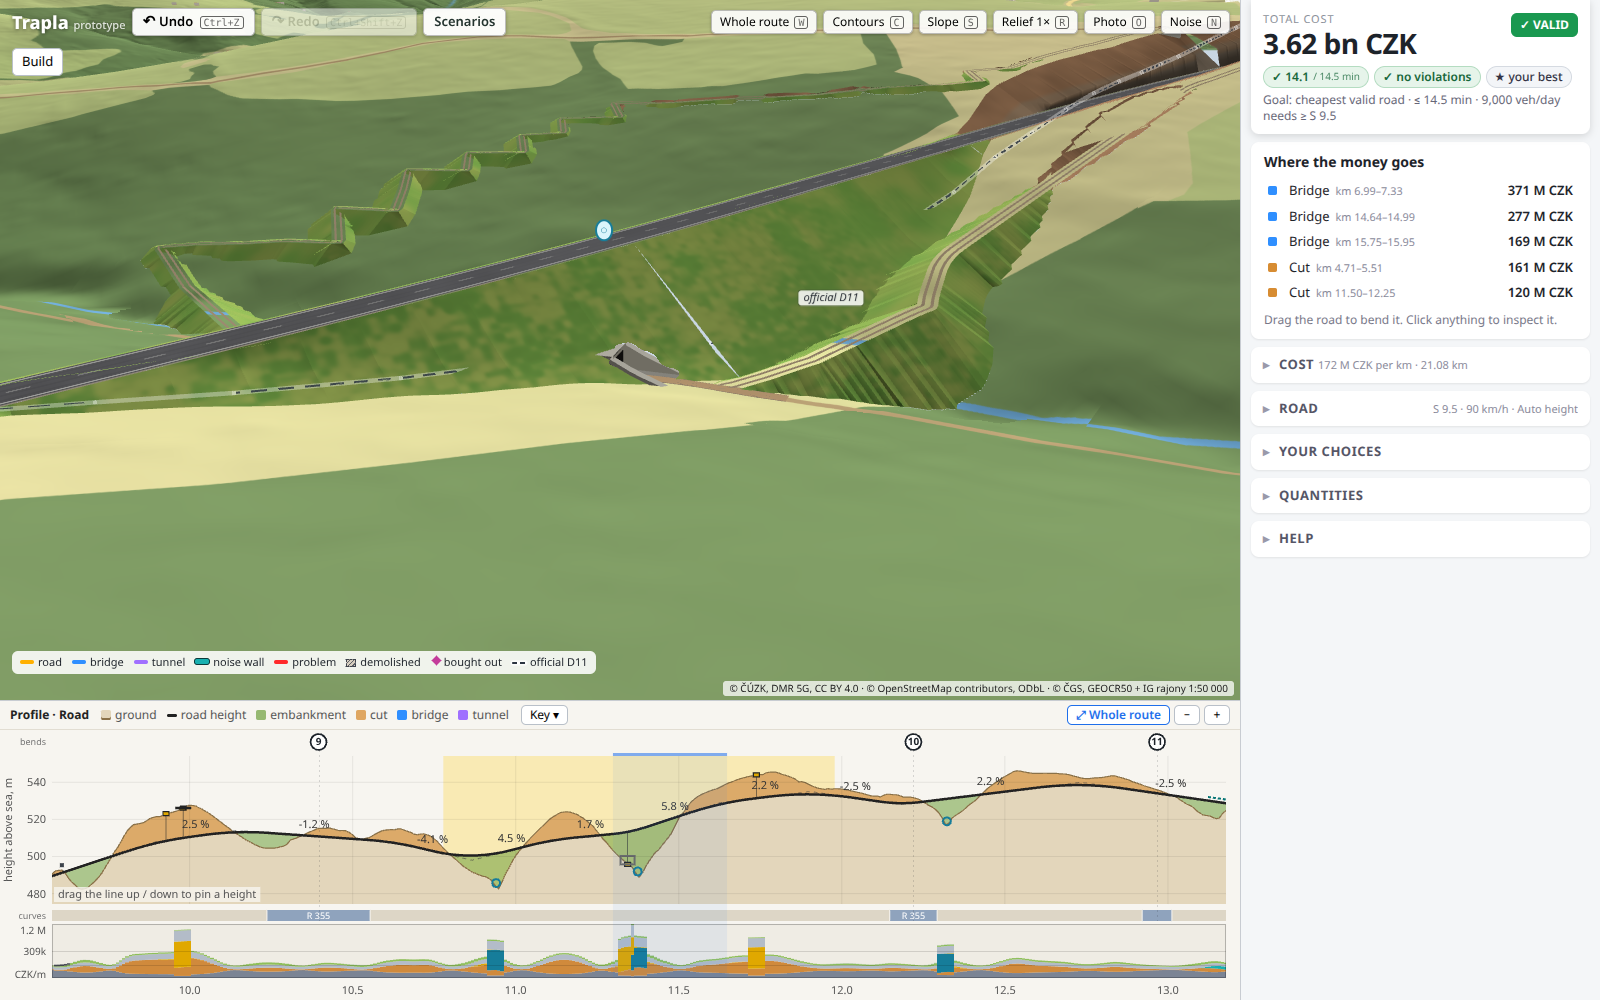 Trapla prototype
Undo Ctrl+Z
Redo Ctrl+Shift+Z
Scenarios
Whole route W
Contours C
Slope S
Relief 1× R
Photo O
Noise N
Build
official D11
road
bridge
tunnel
noise wall
problem
demolished
bought out
official D11
© ČÚZK, DMR 5G, CC BY 4.0 · © OpenStreetMap contributors, ODbL · © ČGS, GEOCR50 + IG rajony 1:50 000
TOTAL COST
3.62 bn CZK
✓ VALID
✓ 14.1 / 14.5 min
✓ no violations
★ your best
Goal: cheapest valid road · ≤ 14.5 min · 9,000 veh/day
needs ≥ S 9.5
Where the money goes
Bridge km 6.99–7.33 371 M CZK
Bridge km 14.64–14.99 277 M CZK
Bridge km 15.75–15.95 169 M CZK
Cut km 4.71–5.51 161 M CZK
Cut km 11.50–12.25 120 M CZK
Drag the road to bend it. Click anything to inspect it.
▶ COST 172 M CZK per km · 21.08 km
▶ ROAD S 9.5 · 90 km/h · Auto height
▶ YOUR CHOICES
▶ QUANTITIES
▶ HELP
Profile · Road
ground
road height
embankment
cut
bridge
tunnel
Key ▾
⤢ Whole route
−
+
bends
9
10
11
height above sea, m
540
520
500
480
2.5 %
-1.2 %
-4.1 %
4.5 %
1.7 %
5.8 %
2.2 %
-2.5 %
2.2 %
-2.5 %
drag the line up / down to pin a height
curves
R 355
R 355
1.2 M
309k
CZK/m
10.0
10.5
11.0
11.5
12.0
12.5
13.0